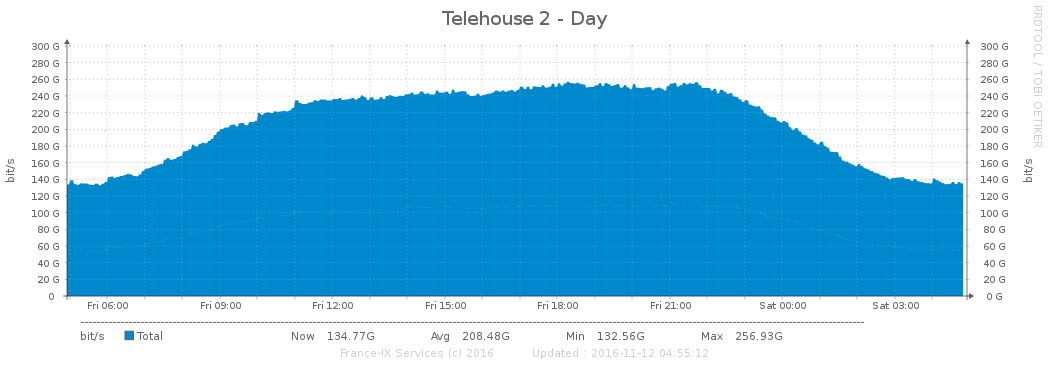 Telehouse 2 - Day
RRDTOOL / TOBI OETIKER
300 G 300 G
280 G 280 G
260 G 260 G
240 G 240 G
220 G 220 G
200 G 200 G
180 G 180 G
160 G 160 G
140 G 140 G
120 G 120 G
100 G 100 G
80 G 80 G
60 G 60 G
40 G 40 G
20 G 20 G
0 0 G
bit/s bit/s
Fri 06:00 Fri 09:00 Fri 12:00 Fri 15:00 Fri 18:00 Fri 21:00 Sat 00:00 Sat 03:00
bit/s Total Now 134.77G Avg 208.48G Min 132.56G Max 256.93G
France-IX Services (c) 2016 Updated : 2016-11-12 04:55:12